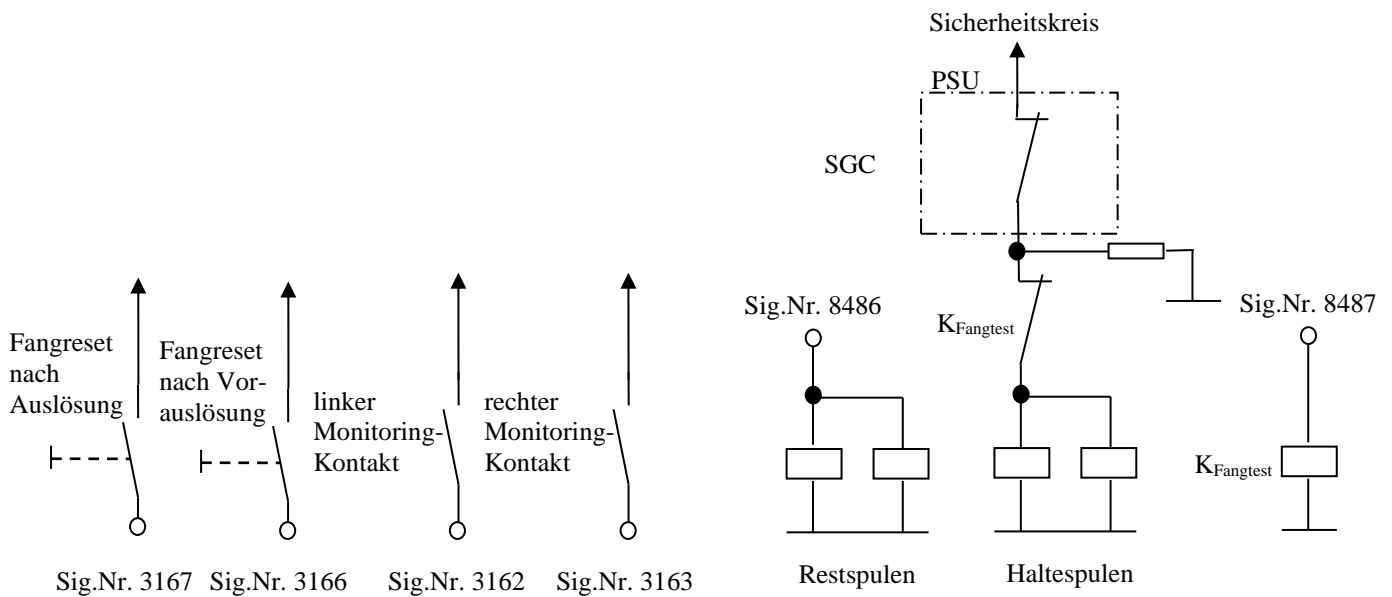 Sicherheitskreis
PSU
SGC
Sig.Nr. 8486
KFangtest
Sig.Nr. 8487
Fangreset
nach
Auslösung
Fangreset
nach Vor-
auslösung
linker
Monitoring-
Kontakt
rechter
Monitoring-
Kontakt
KFangtest
Sig.Nr. 3167
Sig.Nr. 3166
Sig.Nr. 3162
Sig.Nr. 3163
Restspulen
Haltespulen